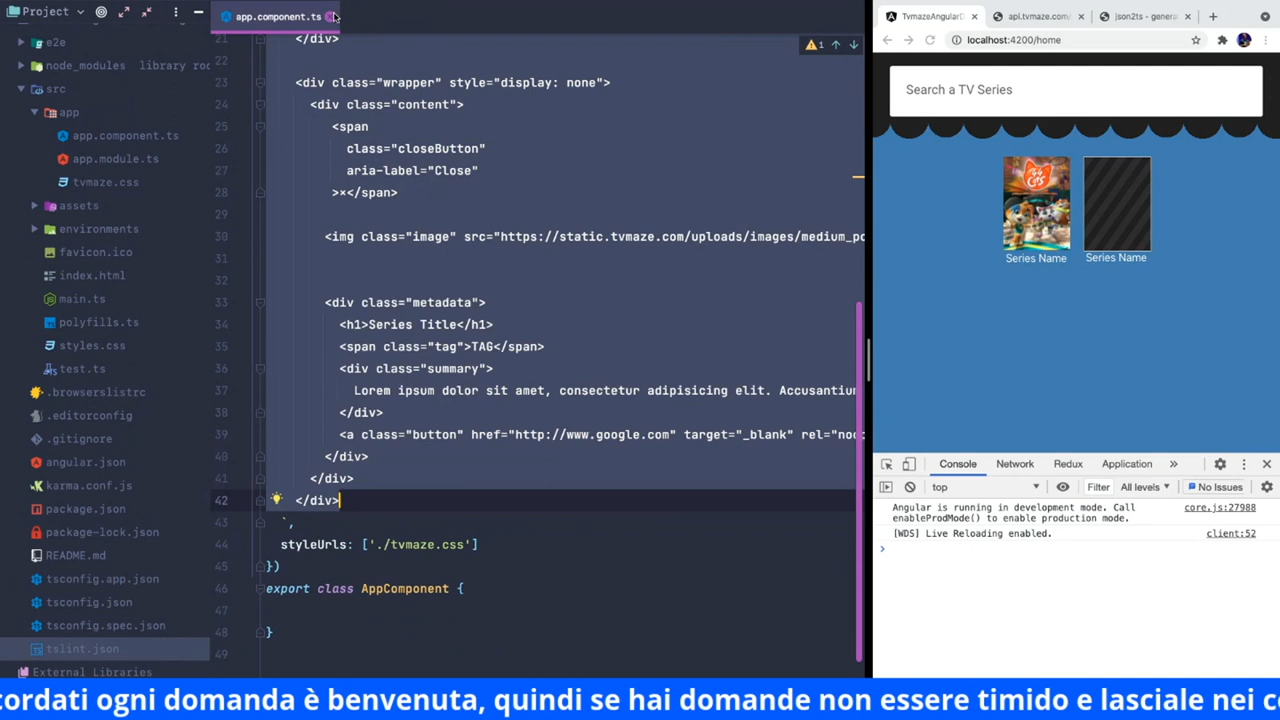 Project
app.component.ts
TvmazeAngularD
api.tvmaze.com/
json2ts - genera
localhost:4200/home
e2e
node_modules library roo
src
app
app.component.ts
app.module.ts
tvmaze.css
assets
environments
favicon.ico
index.html
main.ts
polyfills.ts
styles.css
test.ts
.browserslistrc
.editorconfig
.gitignore
angular.json
karma.conf.js
package.json
package-lock.json
README.md
tsconfig.app.json
tsconfig.json
tsconfig.spec.json
tslint.json
External Libraries
1
21 </div>
22
23 <div class="wrapper" style="display: none">
24 <div class="content">
25 <span
26 class="closeButton"
27 aria-label="Close"
28 >×</span>
29
30 <img class="image" src="https://static.tvmaze.com/uploads/images/medium_po
31
32
33 <div class="metadata">
34 <h1>Series Title</h1>
35 <span class="tag">TAG</span>
36 <div class="summary">
37 Lorem ipsum dolor sit amet, consectetur adipisicing elit. Accusantium
38 </div>
39 <a class="button" href="http://www.google.com" target="_blank" rel="noo
40 </div>
41 </div>
42 </div>
43 `,
44 styleUrls: ['./tvmaze.css']
45 })
46 export class AppComponent {
47
48 }
49
Search a TV Series
44 CATS
Series Name
Series Name
Console Network Redux Application »
top Filter All levels No Issues
Angular is running in development mode. Call core.js:27988
enableProdMode() to enable production mode.
[WDS] Live Reloading enabled. client:52
cordati ogni domanda è benvenuta, quindi se hai domande non essere timido e lasciale nei c